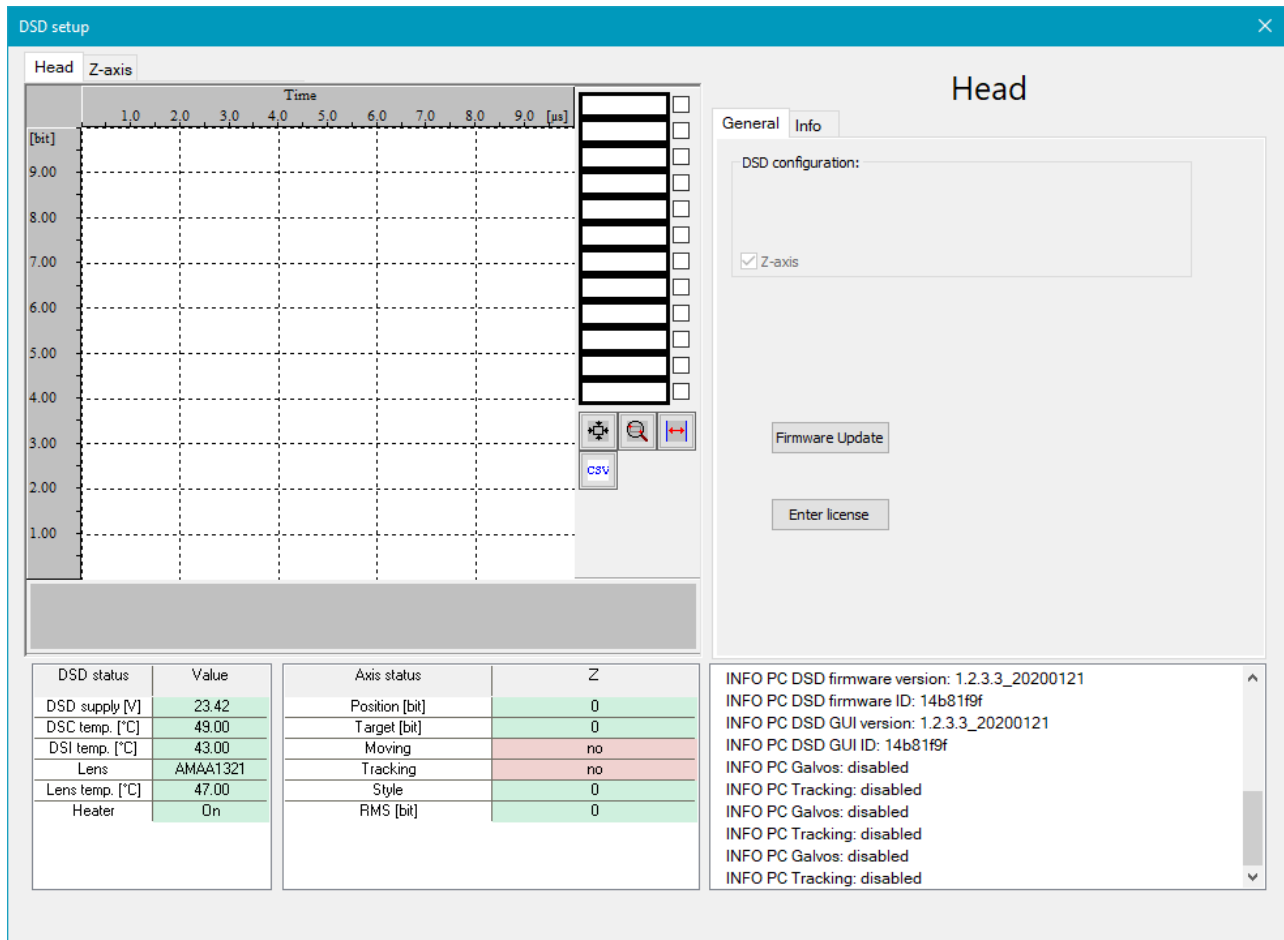 DSD setup
Head Z-axis
Time
1,0 2,0 3,0 4,0 5,0 6,0 7,0 8,0 9,0 [µs]
[bit]
9.00
8.00
7.00
6.00
5.00
4.00
3.00
2.00
1.00
CSV
Head
General Info
DSD configuration:
Z-axis
Firmware Update
Enter license
DSD status Value
DSD supply [V] 23.42
DSC temp. [°C] 49.00
DSI temp. [°C] 43.00
Lens AMAA1321
Lens temp. [°C] 47.00
Heater On
Axis status Z
Position [bit] 0
Target [bit] 0
Moving no
Tracking no
Style 0
RMS [bit] 0
INFO PC DSD firmware version: 1.2.3.3_20200121
INFO PC DSD firmware ID: 14b81f9f
INFO PC DSD GUI version: 1.2.3.3_20200121
INFO PC DSD GUI ID: 14b81f9f
INFO PC Galvos: disabled
INFO PC Tracking: disabled
INFO PC Galvos: disabled
INFO PC Tracking: disabled
INFO PC Galvos: disabled
INFO PC Tracking: disabled